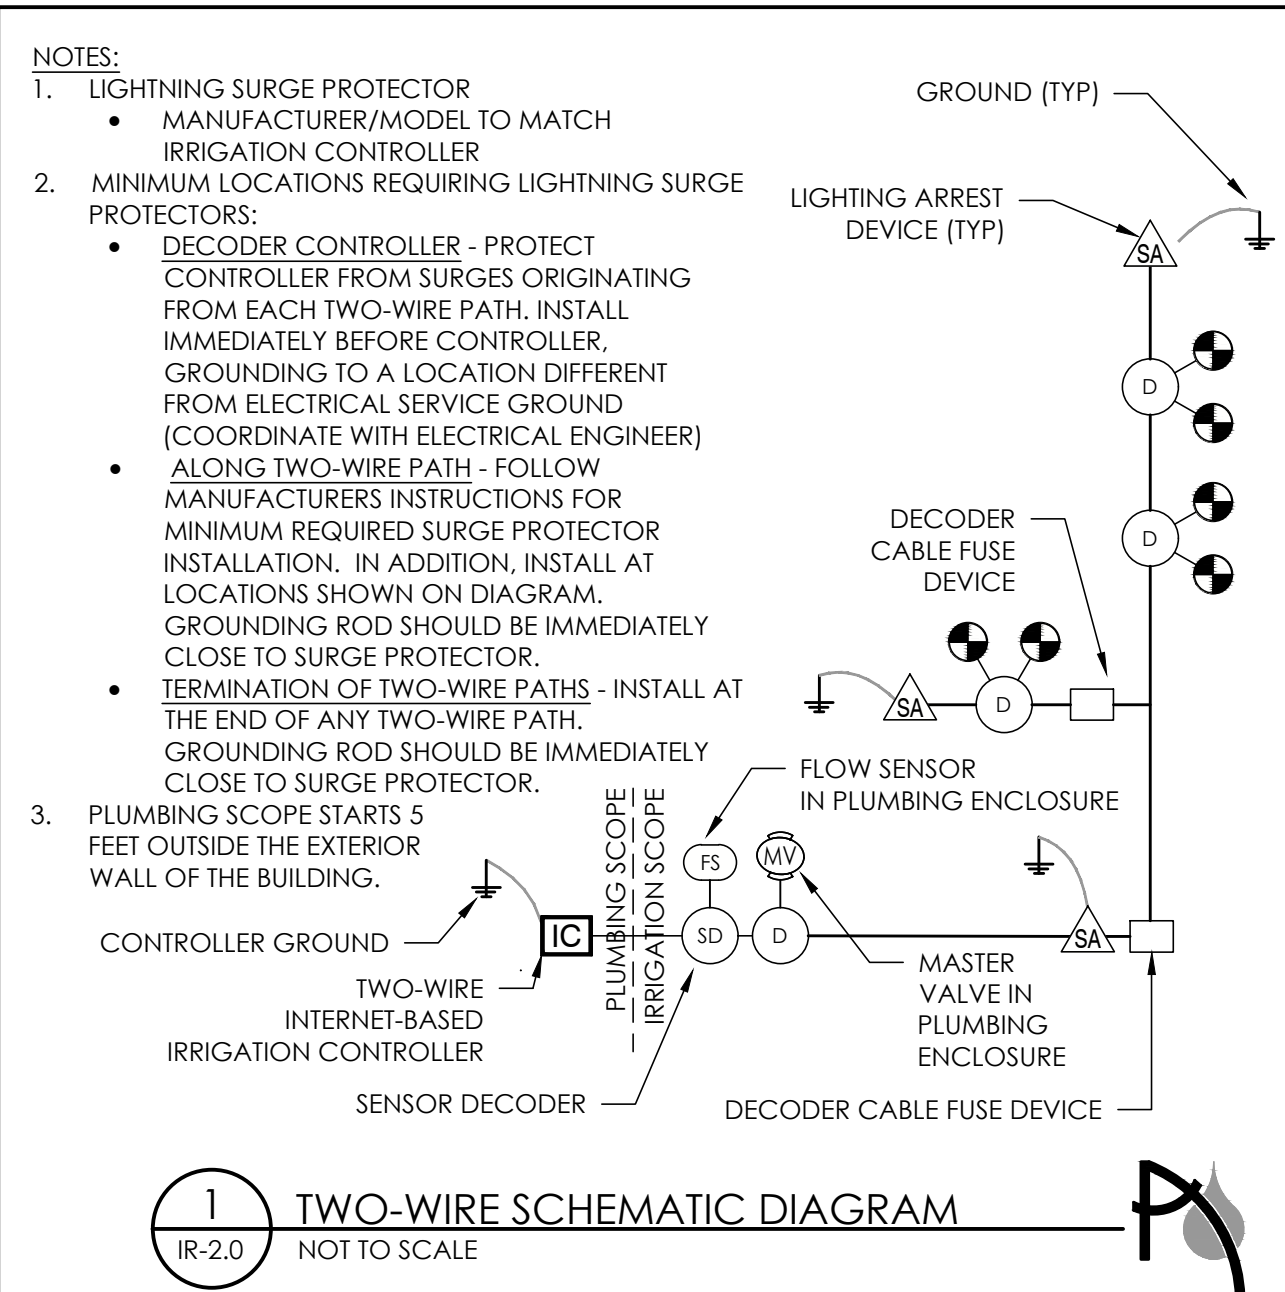 NOTES:
1. LIGHTNING SURGE PROTECTOR
• MANUFACTURER/MODEL TO MATCH
IRRIGATION CONTROLLER
2. MINIMUM LOCATIONS REQUIRING LIGHTNING SURGE
PROTECTORS:
• DECODER CONTROLLER - PROTECT
CONTROLLER FROM SURGES ORIGINATING
FROM EACH TWO-WIRE PATH. INSTALL
IMMEDIATELY BEFORE CONTROLLER,
GROUNDING TO A LOCATION DIFFERENT
FROM ELECTRICAL SERVICE GROUND
(COORDINATE WITH ELECTRICAL ENGINEER)
• ALONG TWO-WIRE PATH - FOLLOW
MANUFACTURERS INSTRUCTIONS FOR
MINIMUM REQUIRED SURGE PROTECTOR
INSTALLATION. IN ADDITION, INSTALL AT
LOCATIONS SHOWN ON DIAGRAM.
GROUNDING ROD SHOULD BE IMMEDIATELY
CLOSE TO SURGE PROTECTOR.
• TERMINATION OF TWO-WIRE PATHS - INSTALL AT
THE END OF ANY TWO-WIRE PATH.
GROUNDING ROD SHOULD BE IMMEDIATELY
CLOSE TO SURGE PROTECTOR.
3. PLUMBING SCOPE STARTS 5
FEET OUTSIDE THE EXTERIOR
WALL OF THE BUILDING.
GROUND (TYP)
LIGHTING ARREST
DEVICE (TYP)
SA
D
D
DECODER
CABLE FUSE
DEVICE
SA
D
FLOW SENSOR
IN PLUMBING ENCLOSURE
PLUMBING SCOPE
IRRIGATION SCOPE
FS
MV
IC
SD
D
SA
CONTROLLER GROUND
TWO-WIRE
INTERNET-BASED
IRRIGATION CONTROLLER
MASTER
VALVE IN
PLUMBING
ENCLOSURE
SENSOR DECODER
DECODER CABLE FUSE DEVICE
1
IR-2.0
TWO-WIRE SCHEMATIC DIAGRAM
NOT TO SCALE